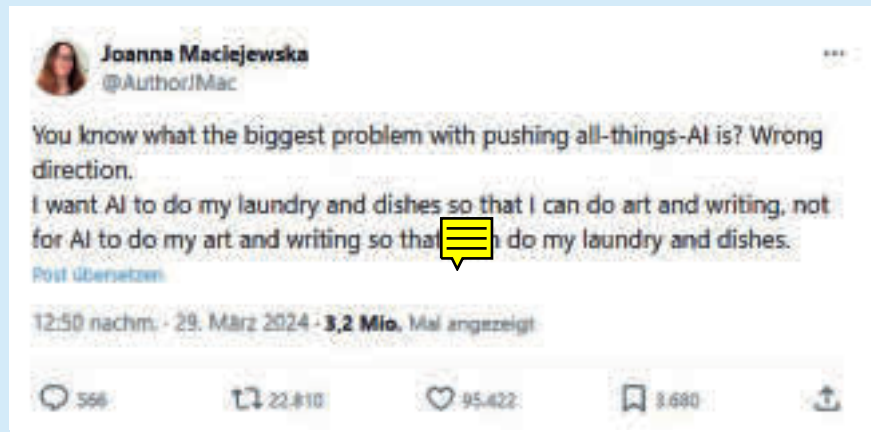 Joanna Maciejewska
@AuthorJMac
You know what the biggest problem with pushing all-things-AI is? Wrong
direction.
I want AI to do my laundry and dishes so that I can do art and writing, not
for AI to do my art and writing so that do my laundry and dishes.
Post übersetzen
12:50 nachm. · 29. März 2024 · 3,2 Mio. Mal angezeigt
566 22.810 95.422 3.680